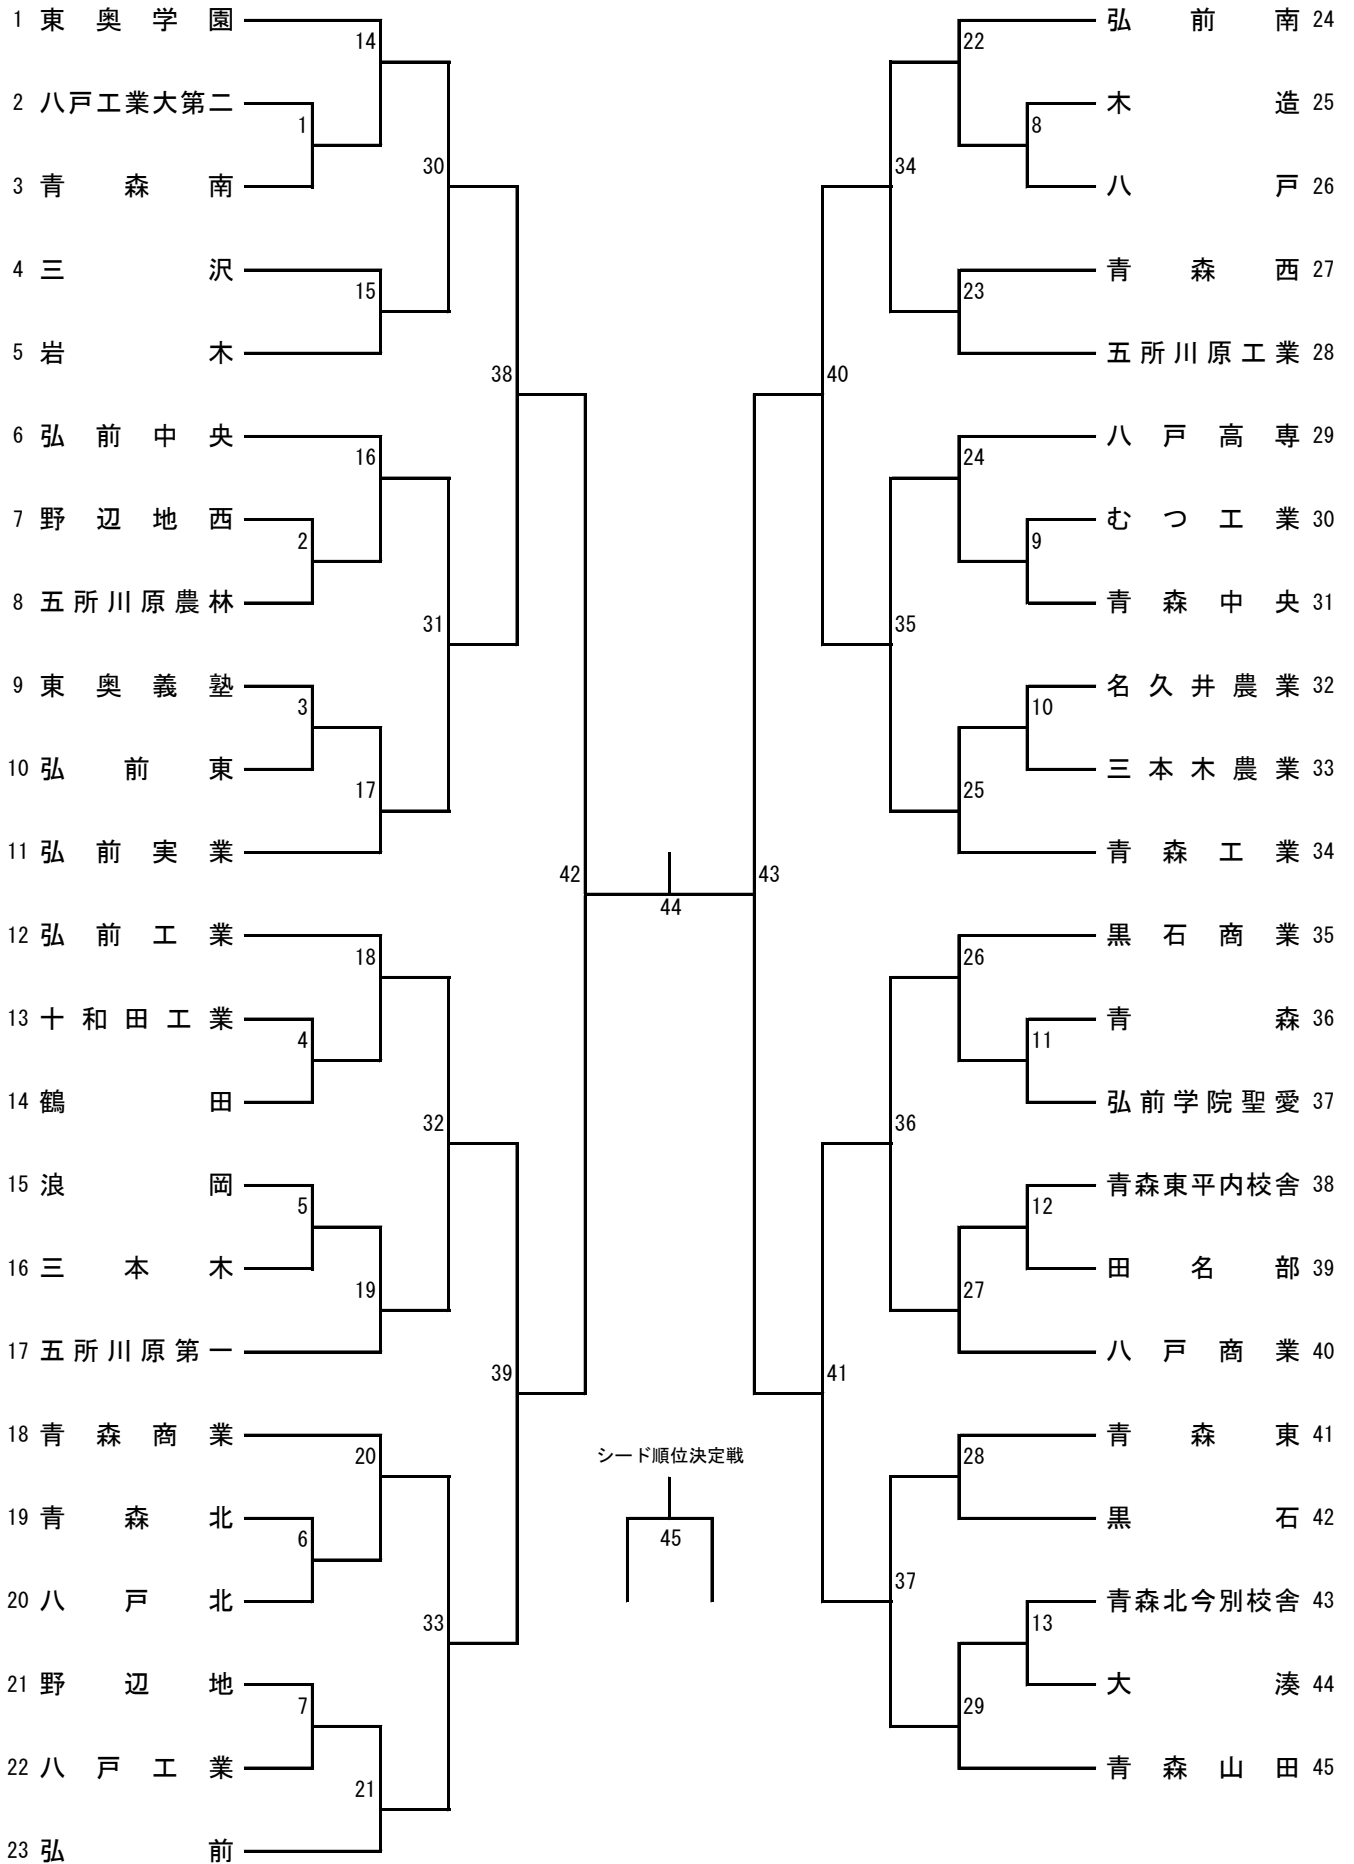 1 東奥学園
14
2 八戸工業大第二
1
3 青森南
30
4 三沢
15
5 岩木
38
6 弘前中央
16
7 野辺地西
2
8 五所川原農林
31
9 東奥義塾
3
10 弘前東
17
11 弘前実業
42
12 弘前工業
18
13 十和田工業
4
14 鶴田
32
15 浪岡
5
16 三本木
19
17 五所川原第一
39
18 青森商業
20
19 青森北
6
20 八戸北
33
21 野辺地
7
22 八戸工業
21
23 弘前
44
シード順位決定戦
45
弘前南 24
22
木造 25
8
八戸 26
34
青森西 27
23
五所川原工業 28
40
八戸高専 29
24
むつ工業 30
9
青森中央 31
35
名久井農業 32
10
三本木農業 33
25
青森工業 34
43
黒石商業 35
26
青森 36
11
弘前学院聖愛 37
36
青森東平内校舎 38
12
田名部 39
27
八戸商業 40
41
青森東 41
28
黒石 42
37
青森北今別校舎 43
13
大湊 44
29
青森山田 45